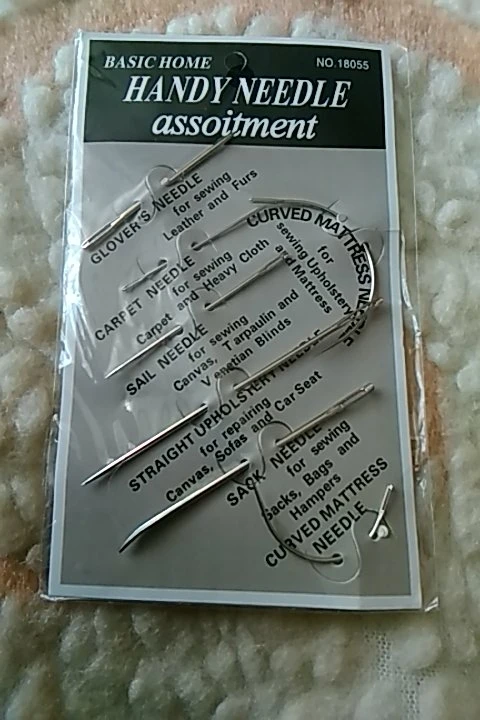 BASIC HOME
NO.18055
HANDY NEEDLE
assoitment
GLOVER'S NEEDLE
for sewing
Leather and Furs
CURVED MATTRESS NEEDLE
for
sewing Upholstery
and Mattress
CARPET NEEDLE
for sewing
Carpet and Heavy Cloth
SAIL NEEDLE
for sewing
Canvas, Tarpaulin and
Venetian Blinds
STRAIGHT UPHOLSTERY NEEDLE
for repairing
Canvas, Sofas and Car Seat
SACK NEEDLE
for sewing
Sacks, Bags and
Hampers
CURVED MATTRESS
NEEDLE